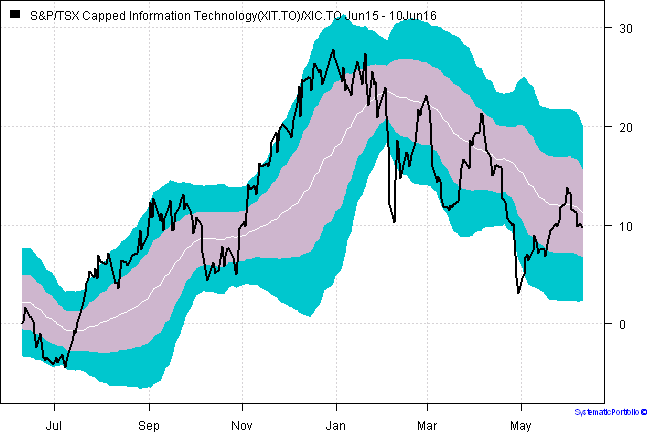 S&P/TSX Capped Information Technology(XIT.TO)/XIC.TO Jun15 - 10Jun16
30
20
10
0
Jul Sep Nov Jan Mar May
SystematicPortfolio ©